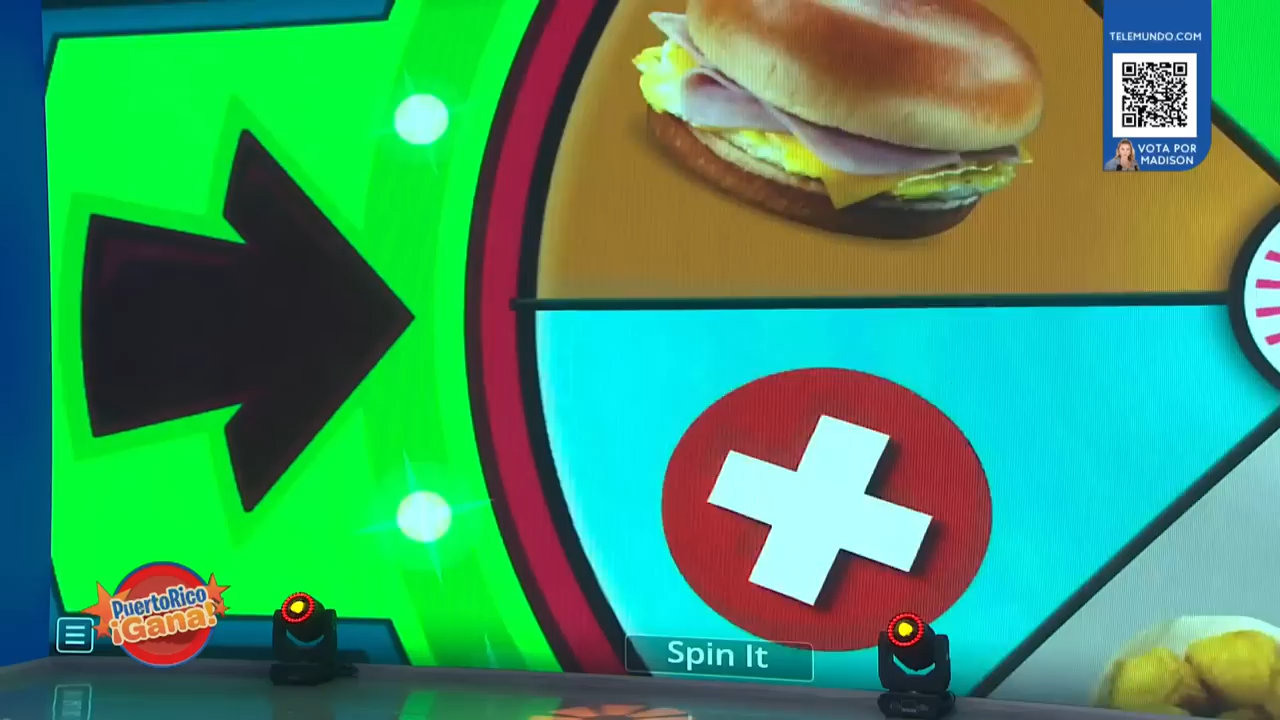 TELEMUNDO.COM
VOTA POR
MADISON
PuertoRico
¡Gana!
Spin It